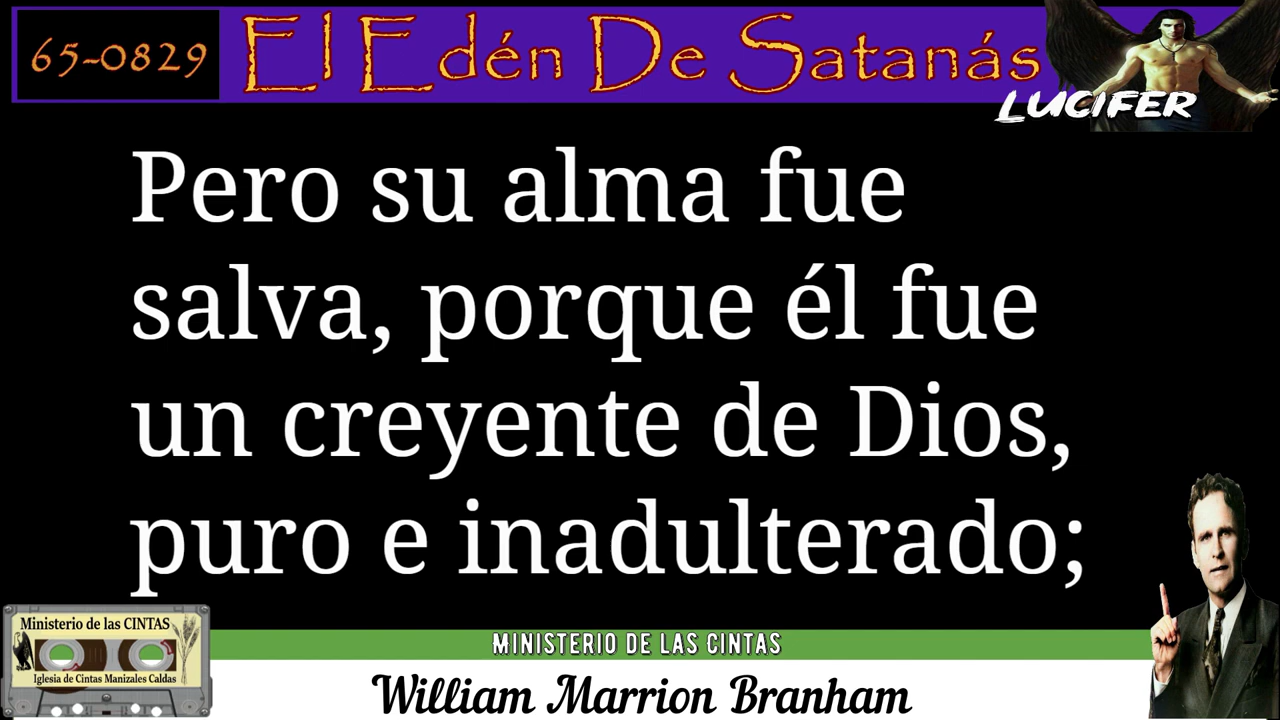 65-0829
El Edén De Satanás
LUCIFER
Pero su alma fue
salva, porque él fue
un creyente de Dios,
puro e inadulterado;
Ministerio de las CINTAS
Iglesia de Cintas Manizales Caldas
MINISTERIO DE LAS CINTAS
William Marrion Branham